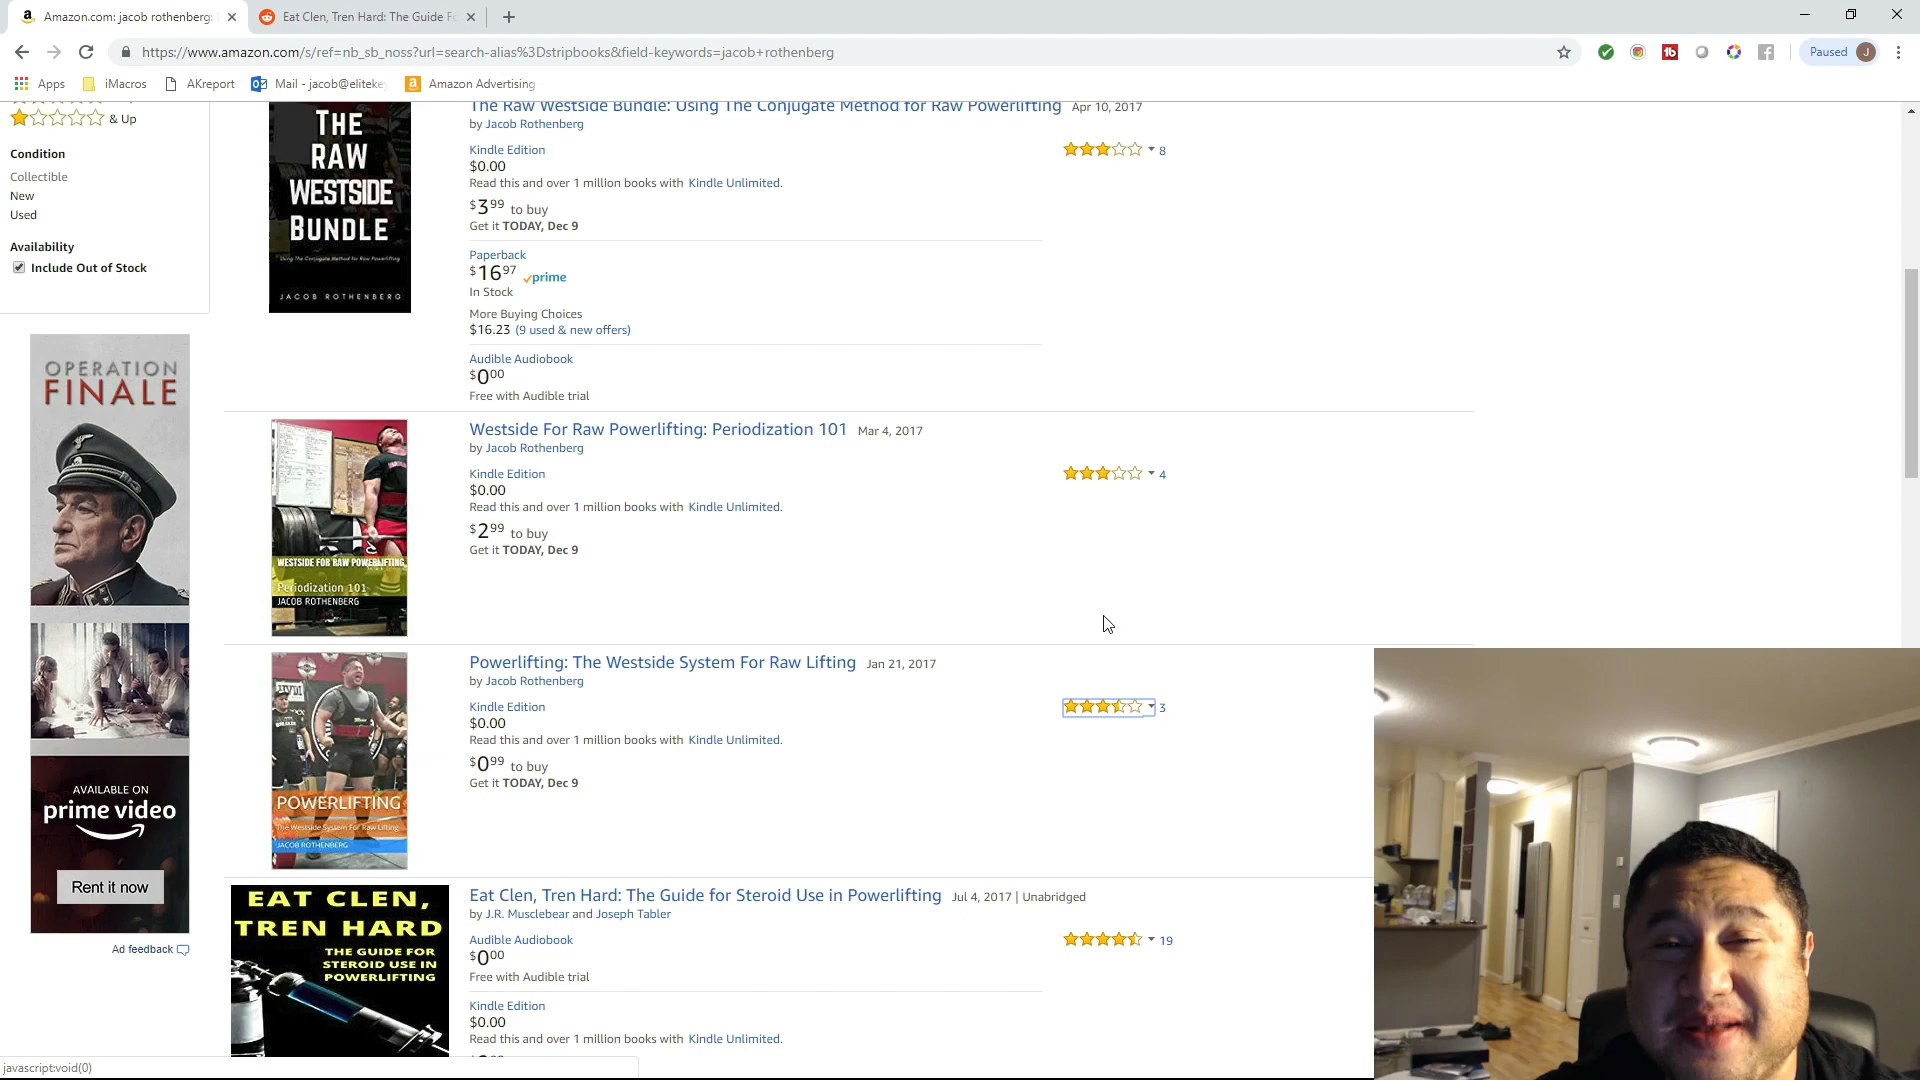 Amazon.com: jacob rothenberg:
Eat Clen, Tren Hard: The Guide Fo
https://www.amazon.com/s/ref=nb_sb_noss?url=search-alias%3Dstripbooks&field-keywords=jacob+rothenberg
Paused J
Apps
iMacros
AKreport
Mail - jacob@eliteke
Amazon Advertising
& Up
Condition
Collectible
New
Used
Availability
Include Out of Stock
OPERATION
FINALE
AVAILABLE ON
prime video
Rent it now
Ad feedback
THE
RAW
WESTSIDE
BUNDLE
Using The Conjugate Method for Raw Powerlifting
JACOB ROTHENBERG
The Raw Westside Bundle: Using The Conjugate Method for Raw Powerlifting Apr 10, 2017
by Jacob Rothenberg
Kindle Edition
8
$0.00
Read this and over 1 million books with Kindle Unlimited.
$3 99 to buy
Get it TODAY, Dec 9
Paperback
$16 97 prime
In Stock
More Buying Choices
$16.23 (9 used & new offers)
Audible Audiobook
$0 00
Free with Audible trial
WESTSIDE FOR RAW POWERLIFTING
Periodization 101
JACOB ROTHENBERG
Westside For Raw Powerlifting: Periodization 101 Mar 4, 2017
by Jacob Rothenberg
Kindle Edition
4
$0.00
Read this and over 1 million books with Kindle Unlimited.
$2 99 to buy
Get it TODAY, Dec 9
POWERLIFTING
The Westside System For Raw Lifting
JACOB ROTHENBERG
Powerlifting: The Westside System For Raw Lifting Jan 21, 2017
by Jacob Rothenberg
Kindle Edition
3
$0.00
Read this and over 1 million books with Kindle Unlimited.
$0 99 to buy
Get it TODAY, Dec 9
EAT CLEN,
TREN HARD
THE GUIDE FOR
STEROID USE IN
POWERLIFTING
Eat Clen, Tren Hard: The Guide for Steroid Use in Powerlifting Jul 4, 2017 | Unabridged
by J.R. Musclebear and Joseph Tabler
Audible Audiobook
19
$0 00
Free with Audible trial
Kindle Edition
$0.00
Read this and over 1 million books with Kindle Unlimited.
javascript:void(0)